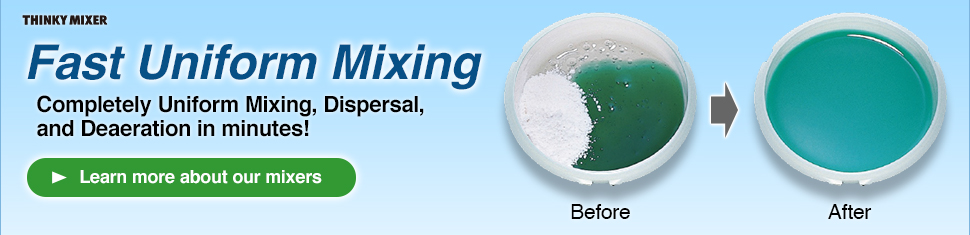 THINKY MIXER
Fast Uniform Mixing
Completely Uniform Mixing, Dispersal,
and Deaeration in minutes!
Learn more about our mixers
Before
After